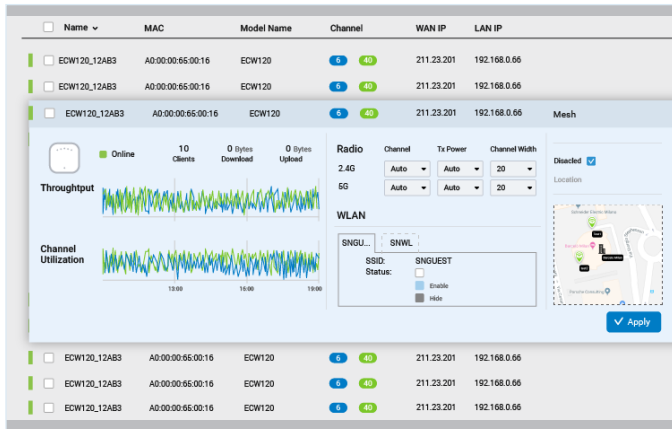 Name MAC Model Name Channel WAN IP LAN IP
ECW120_12AB3 A0:00:00:65:00:16 ECW120 6 40 211.23.201 192.168.0.66
ECW120_12AB3 A0:00:00:65:00:16 ECW120 6 40 211.23.201 192.168.0.66
ECW120_12AB3 A0:00:00:65:00:16 ECW120 6 40 211.23.201 192.168.0.66 Mesh
Online
10 Clients
0 Bytes Download
0 Bytes Upload
Throughtput
Channel Utilization
13:00 16:00 19:00
Radio Channel Tx Power Channel Width
2.4G Auto Auto 20
5G Auto Auto 20
WLAN
SNGU... SNWL
SSID: SNGUEST
Status:
Enable
Hide
Disacled
Location
Apply
ECW120_12AB3 A0:00:00:65:00:16 ECW120 6 40 211.23.201 192.168.0.66
ECW120_12AB3 A0:00:00:65:00:16 ECW120 6 40 211.23.201 192.168.0.66
ECW120_12AB3 A0:00:00:65:00:16 ECW120 6 40 211.23.201 192.168.0.66